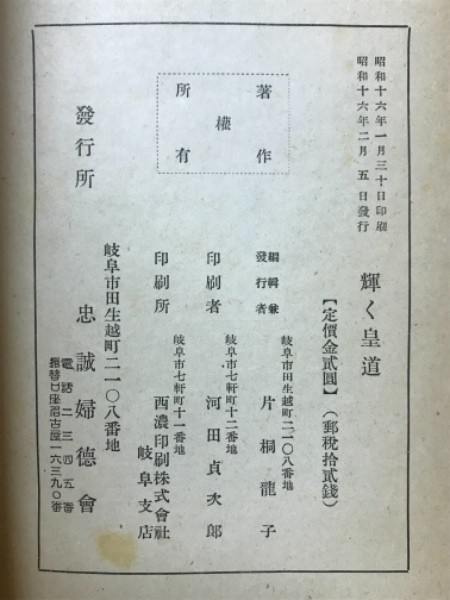 昭和十六年一月三十日印刷
昭和十六年二月五日發行
輝く皇道
【定價金貳圓】（郵稅拾貳錢）
著作權所有
編輯兼發行者
岐阜市田生越町二一〇八番地
片桐龍子
印刷者
岐阜市七軒町十二番地
河田貞次郎
印刷所
岐阜市七軒町十一番地
西濃印刷株式會社
岐阜支店
發行所
岐阜市田生越町二一〇八番地
忠誠婦德會
電話二三四五番
振替口座名古屋一六三九〇番